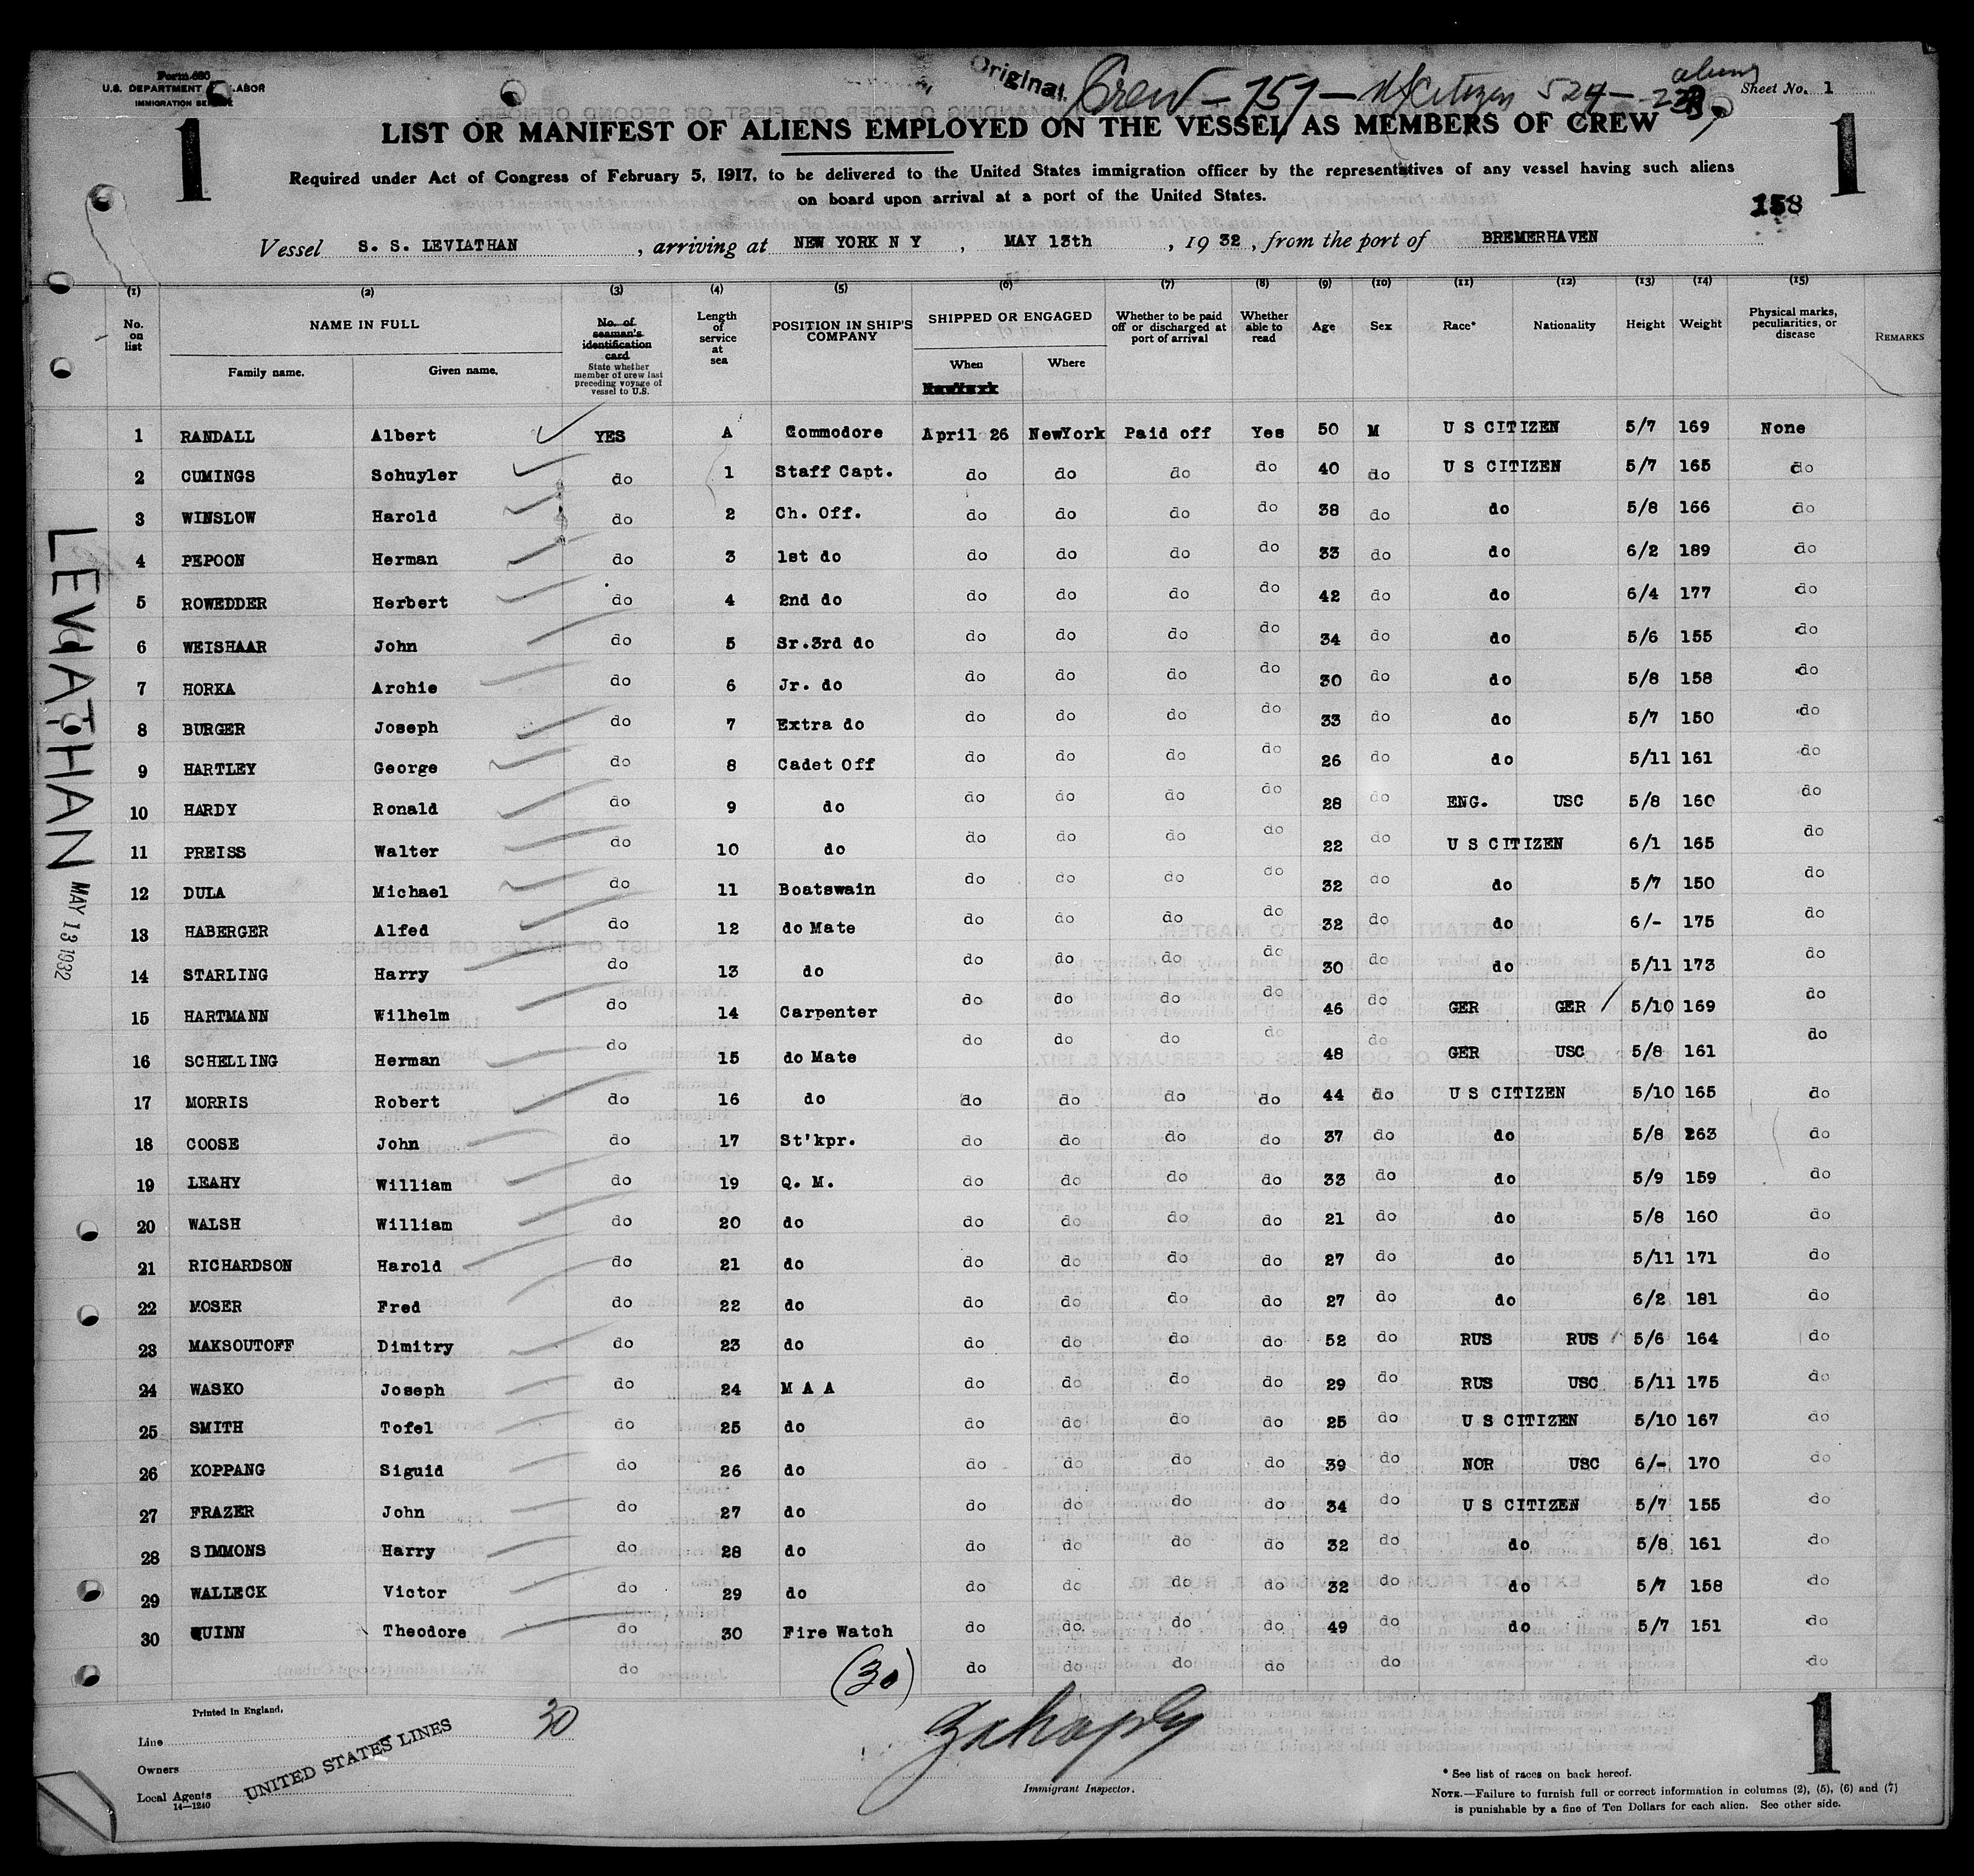 Form 680
U.S. DEPARTMENT LABOR
IMMIGRATION SERVICE
Original.
Crew - 757 - US Citizen 524 -
aliens
Sheet No. 1
1
1
LIST OR MANIFEST OF ALIENS EMPLOYED ON THE VESSEL AS MEMBERS OF CREW
Required under Act of Congress of February 5, 1917, to be delivered to the United States immigration officer by the representatives of any vessel having such aliens
on board upon arrival at a port of the United States.
158
Vessel S. S. LEVIATHAN, arriving at NEW YORK N Y, MAY 13th, 1932, from the port of BREMERHAVEN
(1) (2) (3) (4) (5) (6) (7) (8) (9) (10) (11) (12) (13) (14) (15)
No. on list
NAME IN FULL
Family name. Given name.
No. of seaman's identification card
State whether member of crew last preceding voyage of vessel to U.S.
Length of service at sea
POSITION IN SHIP'S COMPANY
SHIPPED OR ENGAGED
When Where
NewYork
Whether to be paid off or discharged at port of arrival
Whether able to read
Age
Sex
Race*
Nationality
Height
Weight
Physical marks, peculiarities, or disease
REMARKS
1 RANDALL Albert YES A Commodore April 26 NewYork Paid off Yes 50 M U S CITIZEN 5/7 169 None
2 CUMINGS Schuyler do 1 Staff Capt. do do do do 40 do U S CITIZEN 5/7 165 do
3 WINSLOW Harold do 2 Ch. Off. do do do do 38 do do 5/8 166 do
4 PEPOON Herman do 3 1st do do do do do 33 do do 6/2 189 do
5 ROWEDDER Herbert do 4 2nd do do do do do 42 do do 6/4 177 do
6 WEISHAAR John do 5 Sr.3rd do do do do do 34 do do 5/6 155 do
7 HORKA Archie do 6 Jr. do do do do do 30 do do 5/8 158 do
8 BURGER Joseph do 7 Extra do do do do do 33 do do 5/7 150 do
9 HARTLEY George do 8 Cadet Off do do do do 26 do do 5/11 161 do
10 HARDY Ronald do 9 do do do do do 28 do ENG. USC 5/8 160 do
11 PREISS Walter do 10 do do do do do 22 do U S CITIZEN 6/1 165 do
12 DULA Michael do 11 Boatswain do do do do 32 do do 5/7 150 do
13 HABERGER Alfed do 12 do Mate do do do do 32 do do 6/- 175 do
14 STARLING Harry do 13 do do do do do 30 do do 5/11 173 do
15 HARTMANN Wilhelm do 14 Carpenter do do do do 46 do GER GER 5/10 169 do
16 SCHELLING Herman do 15 do Mate do do do do 48 do GER USC 5/8 161 do
17 MORRIS Robert do 16 do do do do do 44 do U S CITIZEN 5/10 165 do
18 COOSE John do 17 St'kpr. do do do do 37 do do 5/8 263 do
19 LEAHY William do 19 Q. M. do do do do 33 do do 5/9 159 do
20 WALSH William do 20 do do do do do 21 do do 5/8 160 do
21 RICHARDSON Harold do 21 do do do do do 27 do do 5/11 171 do
22 MOSER Fred do 22 do do do do do 27 do do 6/2 181 do
23 MAKSOUTOFF Dimitry do 23 do do do do do 52 do RUS RUS 5/6 164 do
24 WASKO Joseph do 24 M A A do do do do 29 do RUS USC 5/11 175 do
25 SMITH Tofel do 25 do do do do do 25 do U S CITIZEN 5/10 167 do
26 KOPPANG Siguid do 26 do do do do do 39 do NOR USC 6/- 170 do
27 FRAZER John do 27 do do do do do 34 do U S CITIZEN 5/7 155 do
28 SIMMONS Harry do 28 do do do do do 32 do do 5/8 161 do
29 WALLECK Victor do 29 do do do do do 32 do do 5/7 158 do
30 QUINN Theodore do 30 Fire Watch do do do do 49 do do 5/7 151 do
do do do do do do do
(30)
LEVIATHAN
MAY 13 1932
Printed in England.
30
Line
Owners
Local Agents
14—1240
UNITED STATES LINES
Immigrant Inspector.
1
* See list of races on back hereof.
NOTE.—Failure to furnish full or correct information in columns (2), (5), (6) and (7)
is punishable by a fine of Ten Dollars for each alien. See other side.